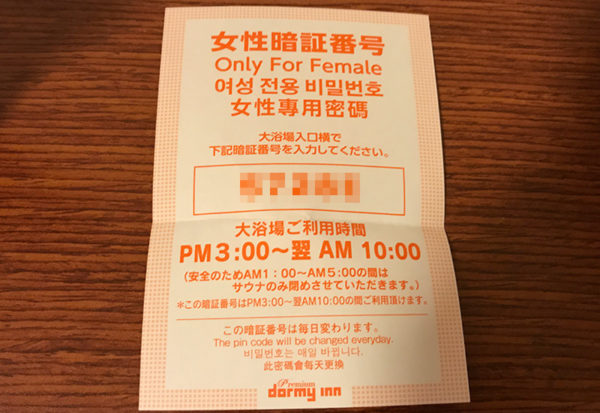 女性暗証番号
Only For Female
여성 전용 비밀번호
女性專用密碼
大浴場入口横で
下記暗証番号を入力してください。
大浴場ご利用時間
PM3:00～翌 AM 10:00
（安全のためAM1：00～AM5:00の間は
サウナのみ閉めさせていただきます。）
＊この暗証番号はPM3:00～翌AM10:00の間ご利用頂けます。
この暗証番号は毎日変わります。
The pin code will be changed everyday.
비밀번호는 매일 바뀝니다.
此密碼會每天更換
Premium
dormy inn